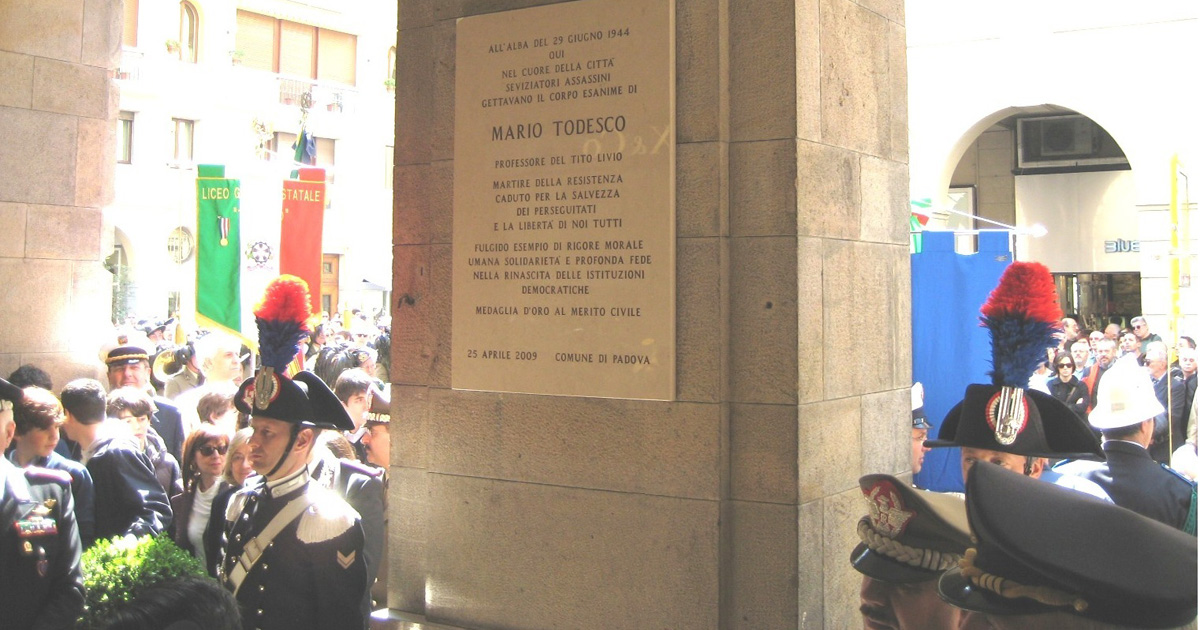 ALL'ALBA DEL 29 GIUGNO 1944
QUI
NEL CUORE DELLA CITTA'
SEVIZIATORI ASSASSINI
GETTAVANO IL CORPO ESANIME DI
MARIO TODESCO
PROFESSORE DEL TITO LIVIO
MARTIRE DELLA RESISTENZA
CADUTO PER LA SALVEZZA
DEI PERSEGUITATI
E LA LIBERTA' DI NOI TUTTI
FULGIDO ESEMPIO DI RIGORE MORALE
UMANA SOLIDARIETA' E PROFONDA FEDE
NELLA RINASCITA DELLE ISTITUZIONI
DEMOCRATICHE
MEDAGLIA D'ORO AL MERITO CIVILE
25 APRILE 2009 COMUNE DI PADOVA
LICEO G STATALE